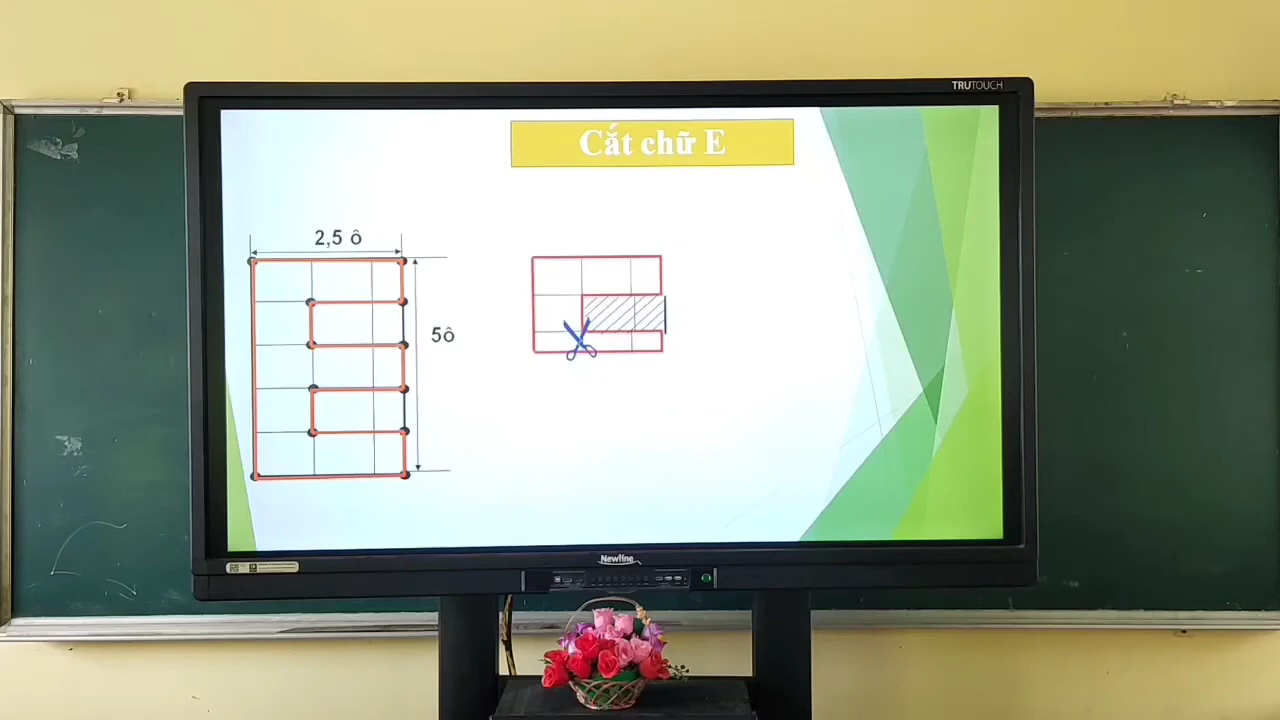 TRUTOUCH
Cắt chữ E
2,5 ô
5ô
Newline